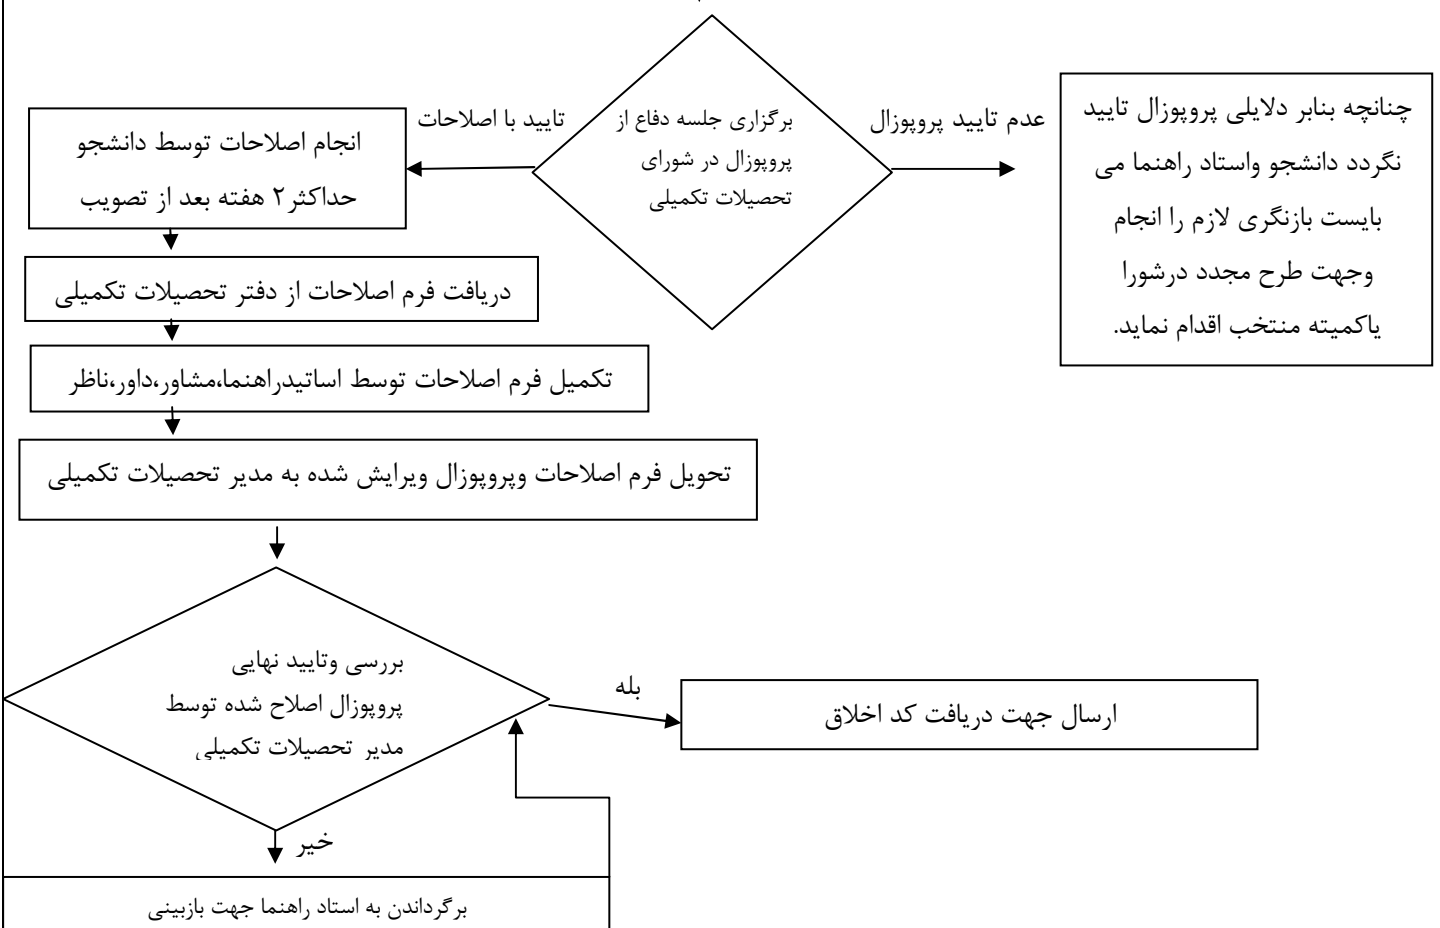 چنانچه بنابر دلایلی پروپوزال تایید
نگردد دانشجو واستاد راهنما می
بایست بازنگری لازم را انجام
وجهت طرح مجدد درشورا
یاکمیته منتخب اقدام نماید.
عدم تایید پروپوزال
برگزاری جلسه دفاع از
پروپوزال در شورای
تحصیلات تکمیلی
تایید با اصلاحات
انجام اصلاحات توسط دانشجو
حداکثر۲ هفته بعد از تصویب
دریافت فرم اصلاحات از دفتر تحصیلات تکمیلی
تکمیل فرم اصلاحات توسط اساتیدراهنما،مشاور،داور،ناظر
تحویل فرم اصلاحات وپروپوزال ویرایش شده به مدیر تحصیلات تکمیلی
بررسی وتایید نهایی
پروپوزال اصلاح شده توسط
مدیر تحصیلات تکمیلی
بله
ارسال جهت دریافت کد اخلاق
خیر
برگرداندن به استاد راهنما جهت بازبینی